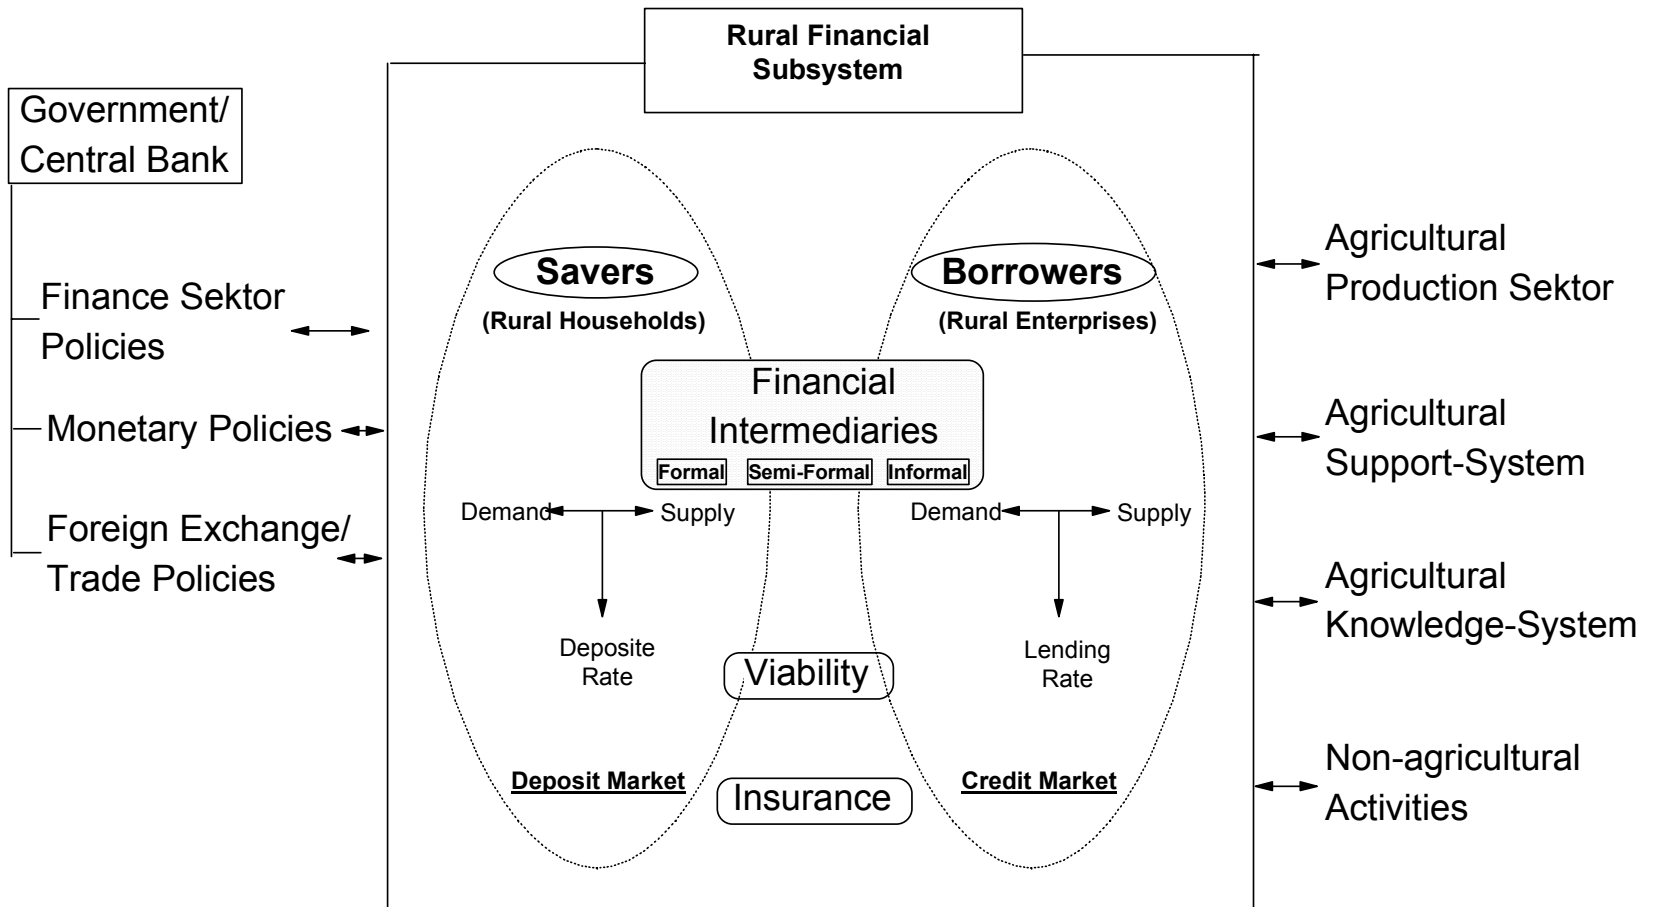 Rural Financial
Subsystem
Government/
Central Bank
Finance Sektor
Policies
Monetary Policies
Foreign Exchange/
Trade Policies
Savers
(Rural Households)
Borrowers
(Rural Enterprises)
Financial
Intermediaries
Formal
Semi-Formal
Informal
Demand
Supply
Deposite
Rate
Demand
Supply
Lending
Rate
Viability
Deposit Market
Insurance
Credit Market
Agricultural
Production Sektor
Agricultural
Support-System
Agricultural
Knowledge-System
Non-agricultural
Activities